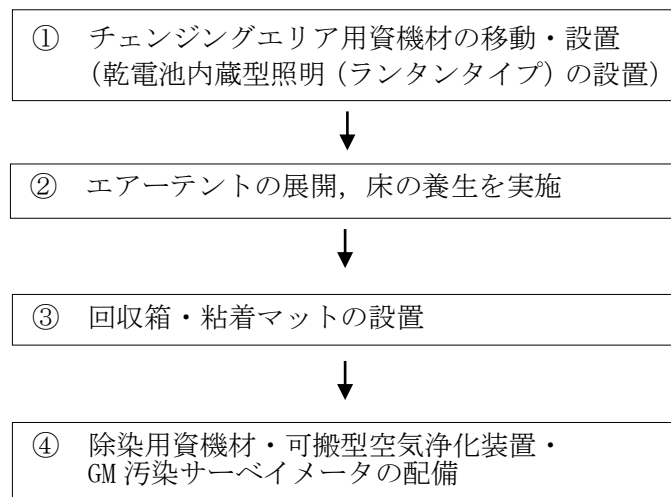 ① チェンジングエリア用資機材の移動・設置
(乾電池内蔵型照明(ランタンタイプ)の設置)
② エアーテントの展開，床の養生を実施
③ 回収箱・粘着マットの設置
④ 除染用資機材・可搬型空気浄化装置・
GM 汚染サーベイメータの配備